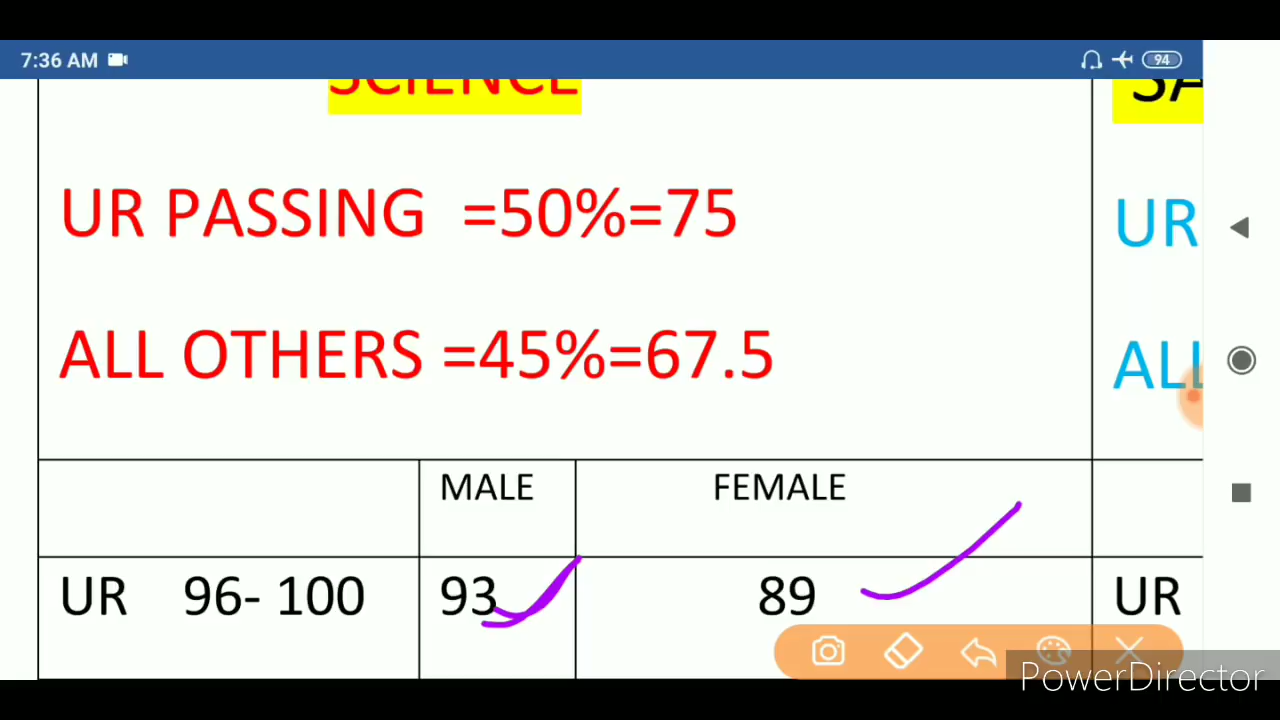 7:36 AM 94
SCIENCE
UR PASSING =50%=75
UR
ALL OTHERS =45%=67.5
ALL
MALE FEMALE
UR 96- 100 93 89 UR
PowerDirector